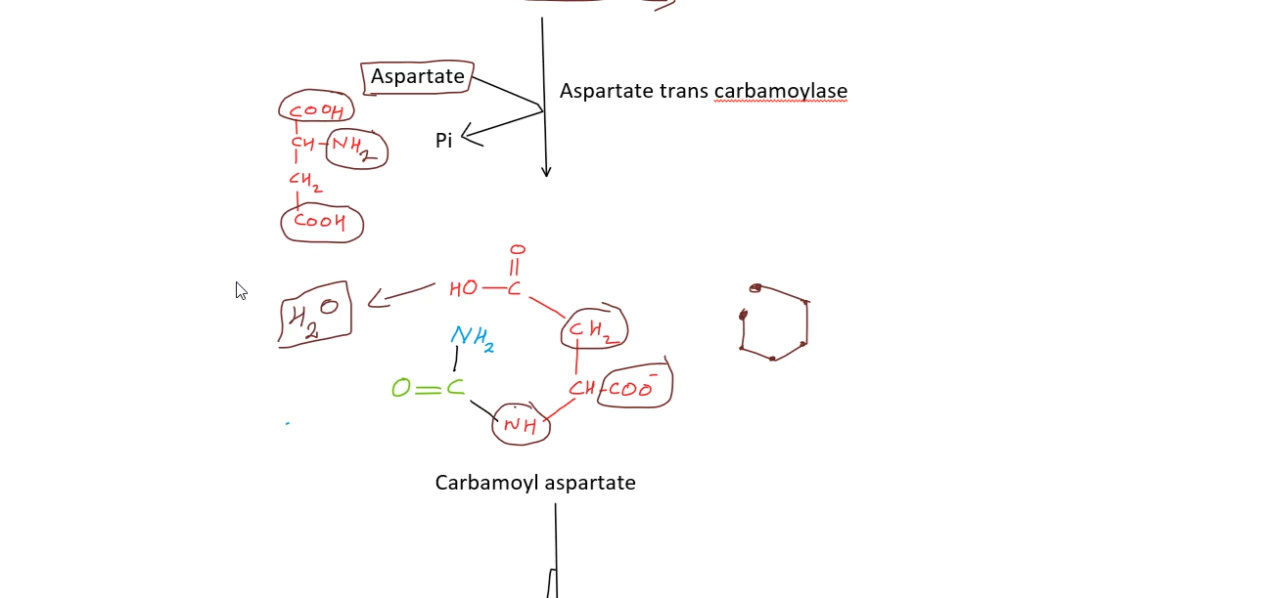 Aspartate
Aspartate trans carbamoylase
COOH
CH-NH2
CH2
COOH
Pi
O
HO-C
H2O
CH2
NH2
O=C
CH-COO-
NH
Carbamoyl aspartate